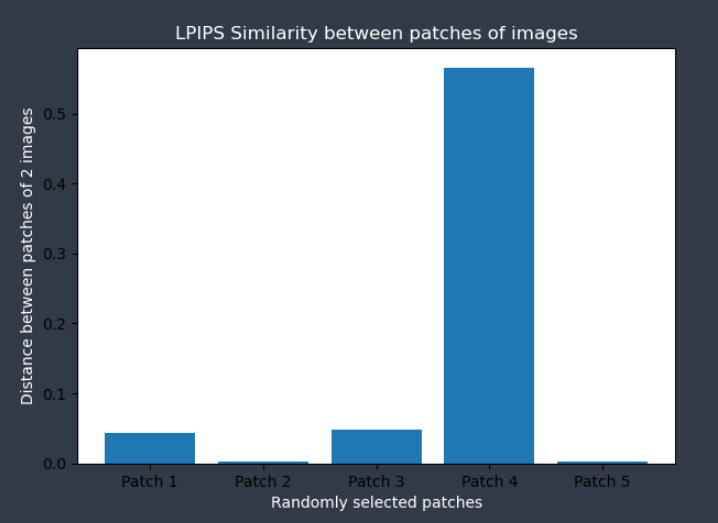 LPIPS Similarity between patches of images
Distance between patches of 2 images
0.5
0.4
0.3
0.2
0.1
0.0
Patch 1 Patch 2 Patch 3 Patch 4 Patch 5
Randomly selected patches